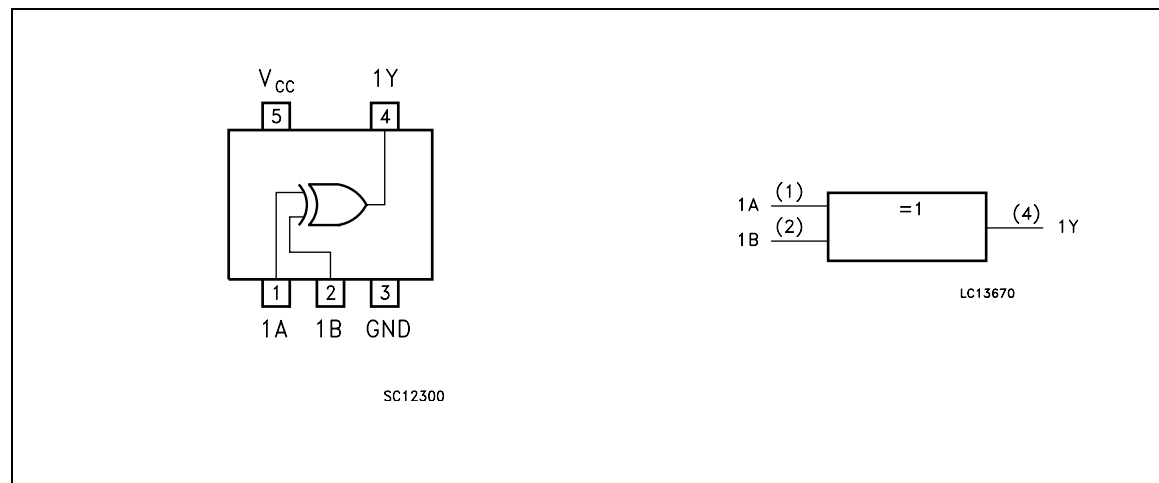 V CC 1Y
5 4
1 2 3
1A 1B GND
SC12300
1A (1)
=1
1B (2)
(4) 1Y
LC13670